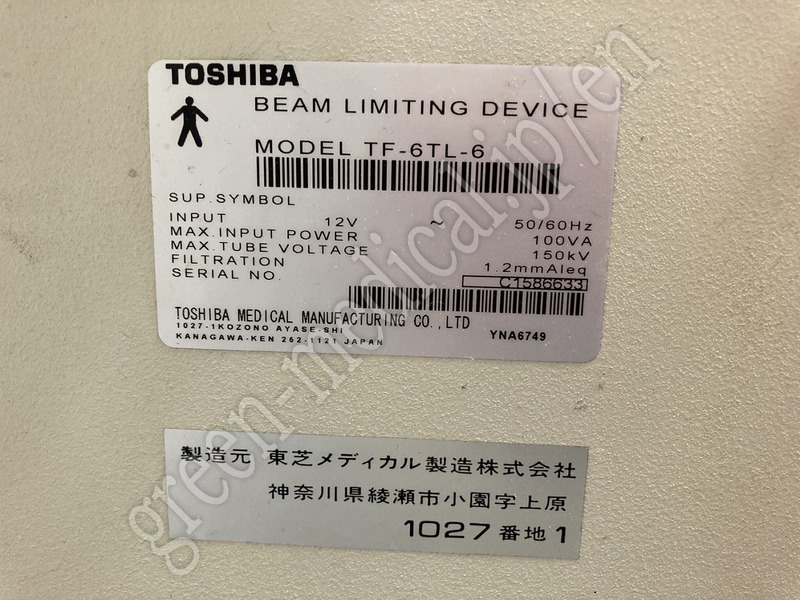 TOSHIBA
BEAM LIMITING DEVICE
MODEL TF-6TL-6
SUP.SYMBOL
INPUT 12V ~ 50/60Hz
MAX.INPUT POWER 100VA
MAX.TUBE VOLTAGE 150kV
FILTRATION 1.2mmAleq
SERIAL NO. C1586633
TOSHIBA MEDICAL MANUFACTURING CO.,LTD
1027-1KOZONO AYASE-SHI
KANAGAWA-KEN 252-1121 JAPAN YNA6749
製造元 東芝メディカル製造株式会社
神奈川県綾瀬市小園字上原
1027番地1
green-medical.jp/en